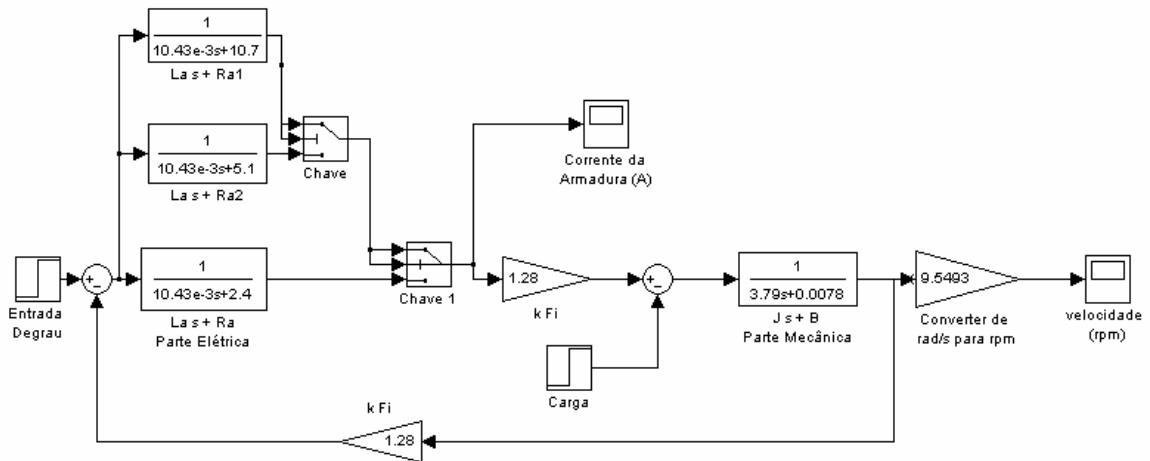 1
10.43e-3s+10.7
La s + Ra1
1
10.43e-3s+5.1
La s + Ra2
Chave
Corrente da
Armadura (A)
Entrada
Degrau
1
10.43e-3s+2.4
La s + Ra
Parte Elétrica
Chave 1
1.28
k Fi
Carga
1
3.79s+0.0078
J s + B
Parte Mecânica
9.5493
Converter de
rad/s para rpm
velocidade
(rpm)
k Fi
1.28